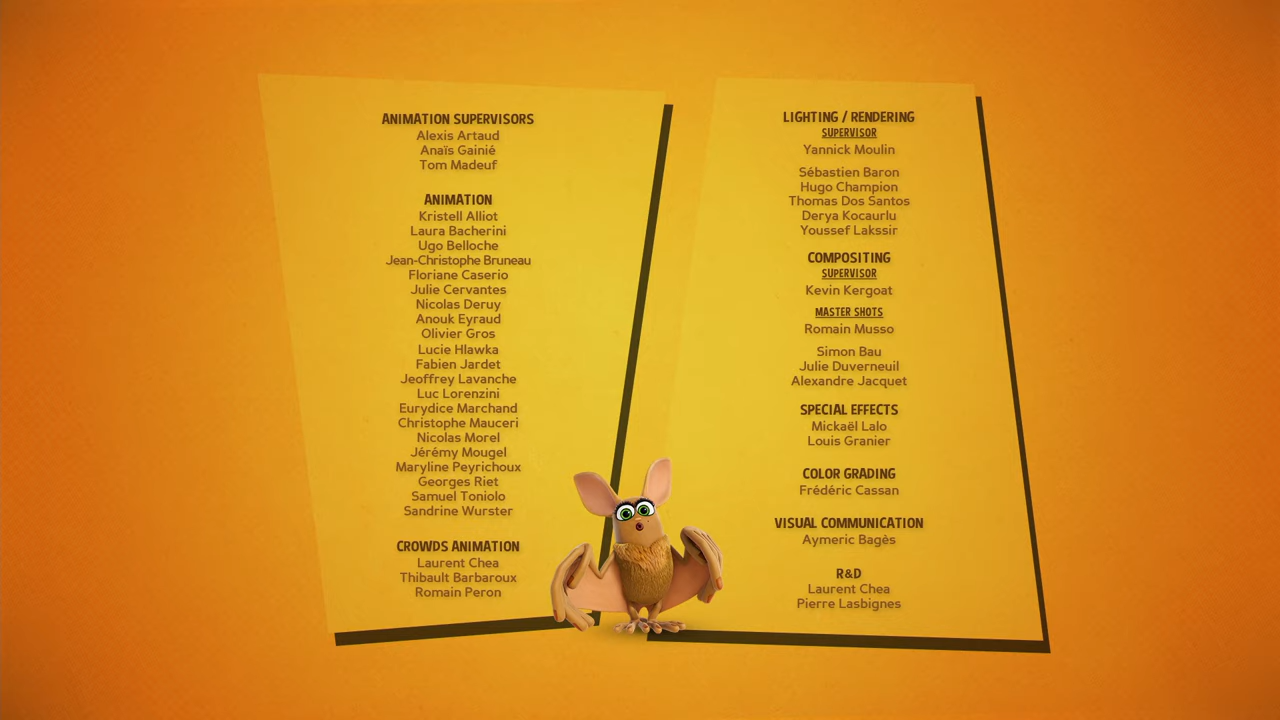 ANIMATION SUPERVISORS
Alexis Artaud
Anaïs Gainié
Tom Madeuf
ANIMATION
Kristell Alliot
Laura Bacherini
Ugo Belloche
Jean-Christophe Bruneau
Floriane Caserio
Julie Cervantes
Nicolas Deruy
Anouk Eyraud
Olivier Gros
Lucie Hlawka
Fabien Jardet
Jeoffrey Lavanche
Luc Lorenzini
Eurydice Marchand
Christophe Mauceri
Nicolas Morel
Jérémy Mougel
Maryline Peyrichoux
Georges Riet
Samuel Toniolo
Sandrine Wurster
CROWDS ANIMATION
Laurent Chea
Thibault Barbaroux
Romain Peron
LIGHTING / RENDERING
SUPERVISOR
Yannick Moulin
Sébastien Baron
Hugo Champion
Thomas Dos Santos
Derya Kocaurlu
Youssef Lakssir
COMPOSITING
SUPERVISOR
Kevin Kergoat
MASTER SHOTS
Romain Musso
Simon Bau
Julie Duverneuil
Alexandre Jacquet
SPECIAL EFFECTS
Mickaël Lalo
Louis Granier
COLOR GRADING
Frédéric Cassan
VISUAL COMMUNICATION
Aymeric Bagès
R&D
Laurent Chea
Pierre Lasbignes